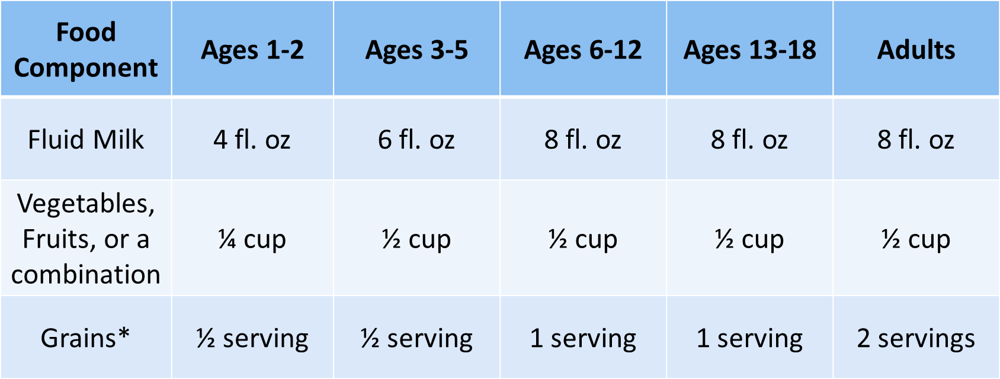 Food
Component
Ages 1-2
Ages 3-5
Ages 6-12
Ages 13-18
Adults
Fluid Milk
4 fl. oz
6 fl. oz
8 fl. oz
8 fl. oz
8 fl. oz
Vegetables,
Fruits, or a
combination
¼ cup
½ cup
½ cup
½ cup
½ cup
Grains*
½ serving
½ serving
1 serving
1 serving
2 servings